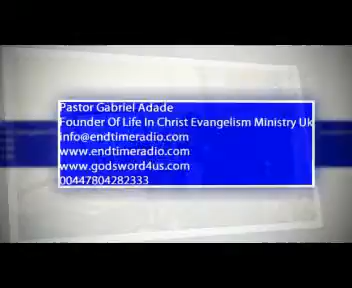 Pastor Gabriel Adade
Founder Of Life In Christ Evangelism Ministry Uk
info@endtimeradio.com
www.endtimeradio.com
www.godsword4us.com
00447804282333